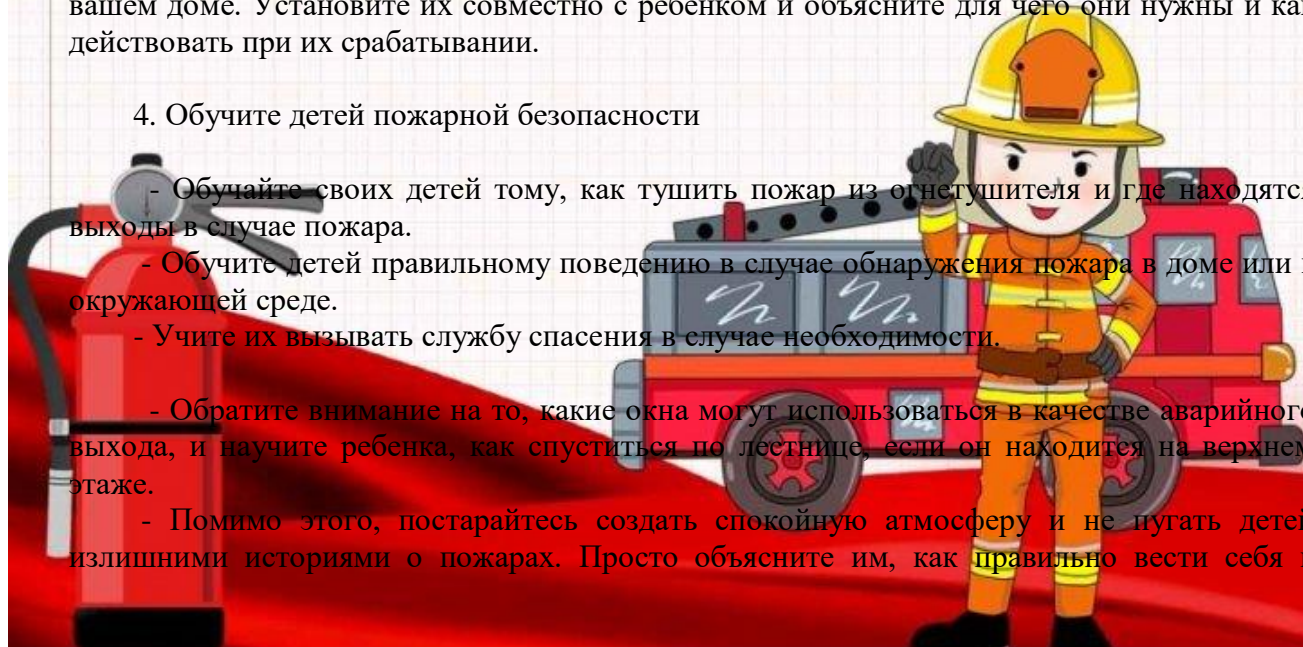 вашем доме. Установите их совместно с ребенком и объясните для чего они нужны и как
действовать при их срабатывании.
4. Обучите детей пожарной безопасности
- Обучайте своих детей тому, как тушить пожар из огнетушителя и где находятся
выходы в случае пожара.
- Обучите детей правильному поведению в случае обнаружения пожара в доме или в
окружающей среде.
- Учите их вызывать службу спасения в случае необходимости.
- Обратите внимание на то, какие окна могут использоваться в качестве аварийного
выхода, и научите ребенка, как спуститься по лестнице, если он находится на верхнем
этаже.
- Помимо этого, постарайтесь создать спокойную атмосферу и не пугать детей
излишними историями о пожарах. Просто объясните им, как правильно вести себя в